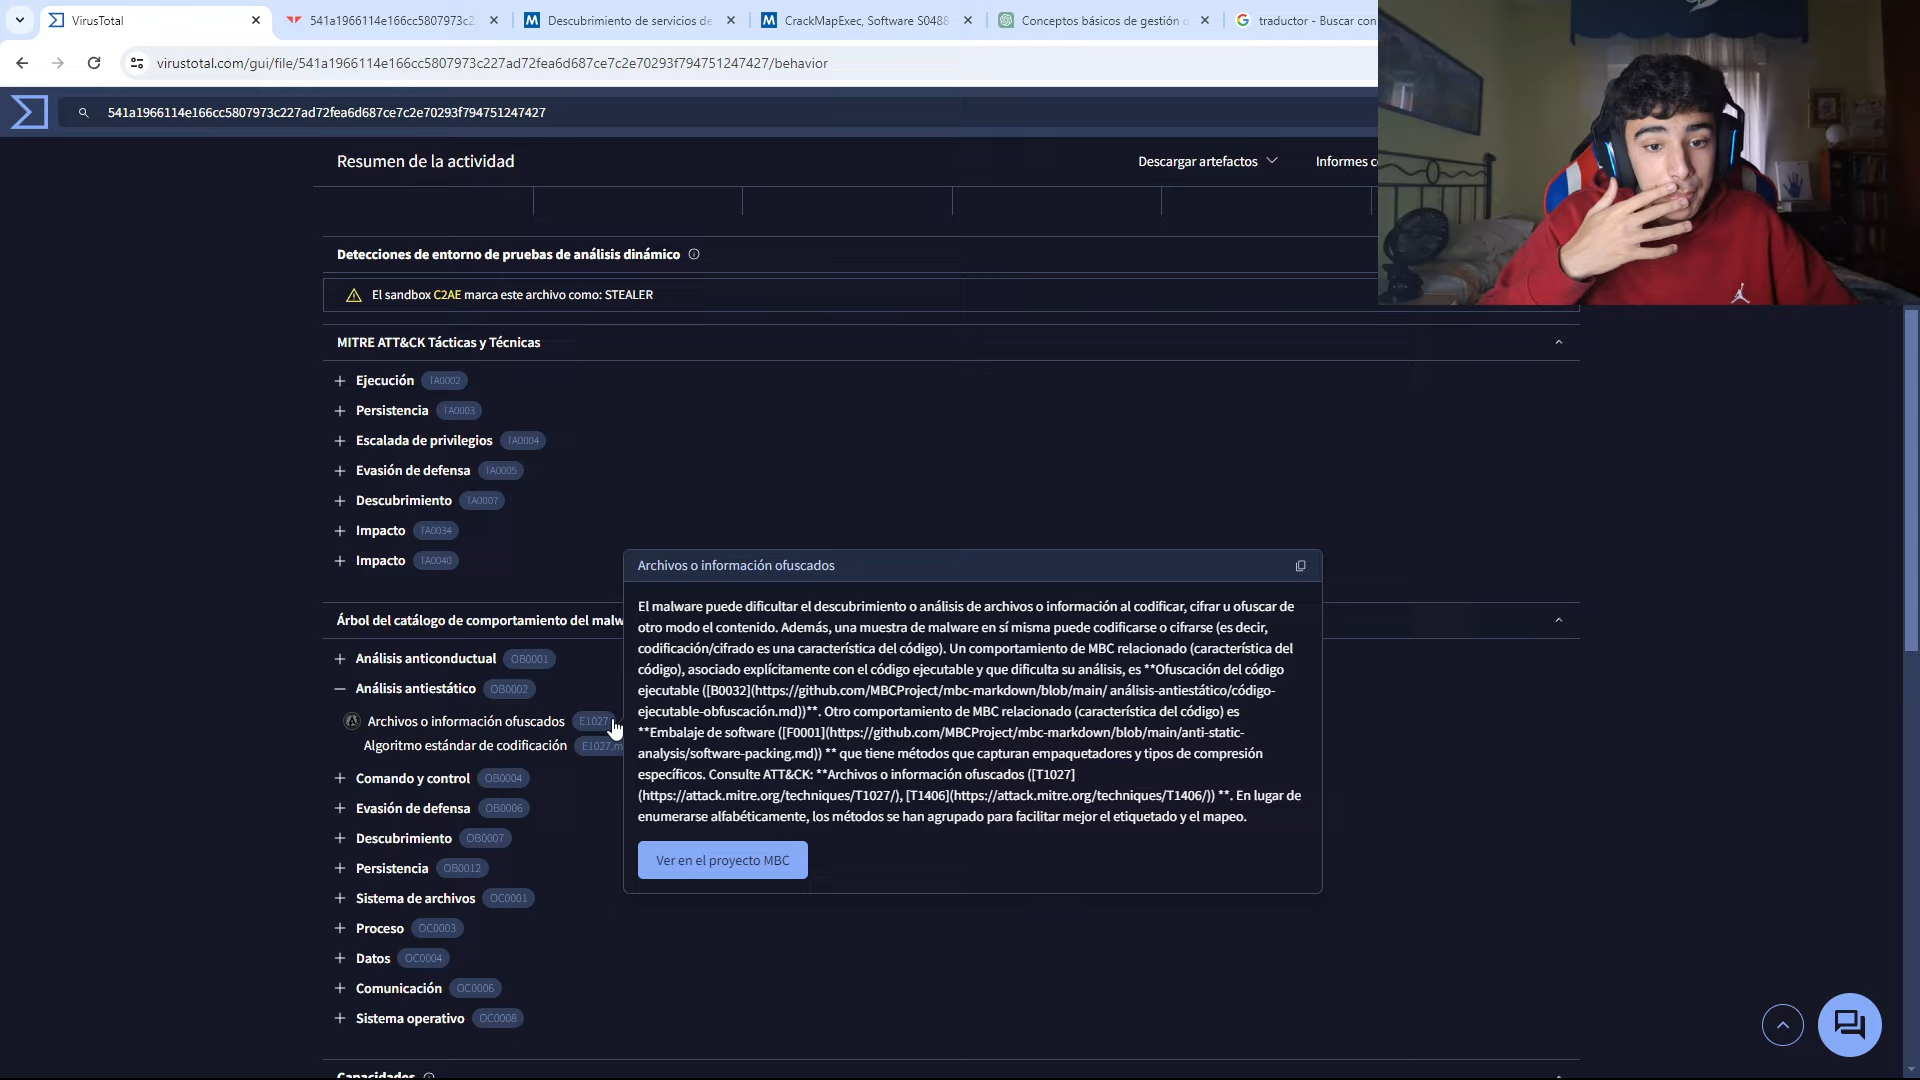 VirusTotal
541a1966114e166cc5807973c2
Descubrimiento de servicios de
CrackMapExec, Software S0488
Conceptos básicos de gestión
traductor - Buscar con
virustotal.com/gui/file/541a1966114e166cc5807973c227ad72fea6d687ce7c2e70293f794751247427/behavior
541a1966114e166cc5807973c227ad72fea6d687ce7c2e70293f794751247427
Resumen de la actividad
Descargar artefactos
Informes c
Detecciones de entorno de pruebas de análisis dinámico
El sandbox C2AE marca este archivo como: STEALER
MITRE ATT&CK Tácticas y Técnicas
Ejecución TA0002
Persistencia TA0003
Escalada de privilegios TA0004
Evasión de defensa TA0005
Descubrimiento TA0007
Impacto TA0034
Impacto TA0040
Árbol del catálogo de comportamiento del malw
Análisis anticonductual OB0001
Análisis antiestático OB0002
Archivos o información ofuscados E1027
Algoritmo estándar de codificación E1027.m
Comando y control OB0004
Evasión de defensa OB0006
Descubrimiento OB0007
Persistencia OB0012
Sistema de archivos OC0001
Proceso OC0003
Datos OC0004
Comunicación OC0006
Sistema operativo OC0008
Capacidades
Archivos o información ofuscados
El malware puede dificultar el descubrimiento o análisis de archivos o información al codificar, cifrar u ofuscar de
otro modo el contenido. Además, una muestra de malware en sí misma puede codificarse o cifrarse (es decir,
codificación/cifrado es una característica del código). Un comportamiento de MBC relacionado (característica del
código), asociado explícitamente con el código ejecutable y que dificulta su análisis, es **Ofuscación del código
ejecutable ([B0032](https://github.com/MBCProject/mbc-markdown/blob/main/ análisis-antiestático/código-
ejecutable-obfuscación.md))**. Otro comportamiento de MBC relacionado (característica del código) es
**Embalaje de software ([F0001](https://github.com/MBCProject/mbc-markdown/blob/main/anti-static-
analysis/software-packing.md)) ** que tiene métodos que capturan empaquetadores y tipos de compresión
específicos. Consulte ATT&CK: **Archivos o información ofuscados ([T1027]
(https://attack.mitre.org/techniques/T1027/), [T1406](https://attack.mitre.org/techniques/T1406/)) **. En lugar de
enumerarse alfabéticamente, los métodos se han agrupado para facilitar mejor el etiquetado y el mapeo.
Ver en el proyecto MBC